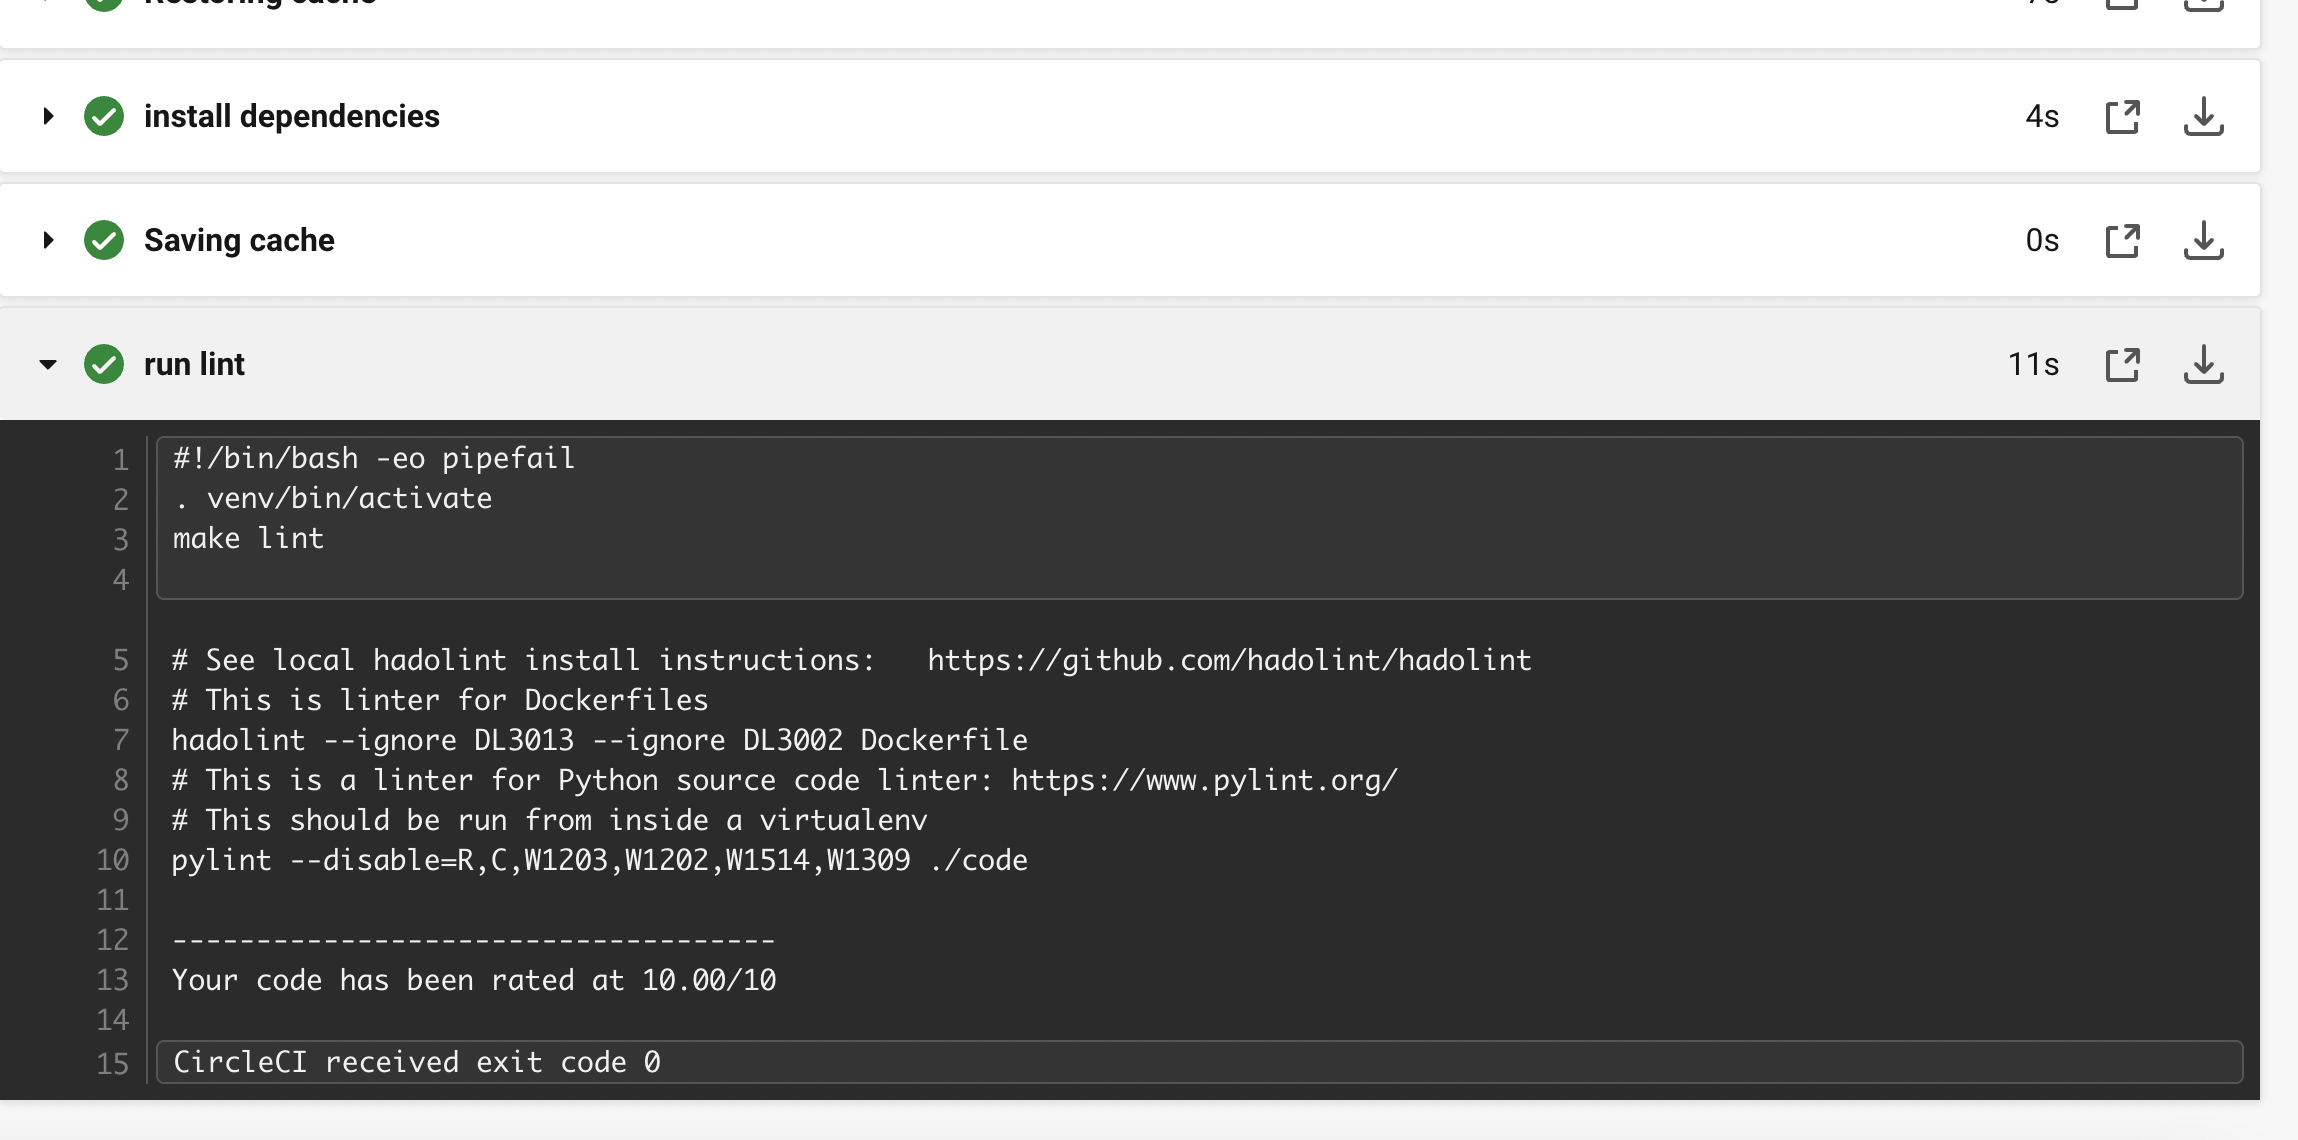 Restoring cache
install dependencies 4s
Saving cache 0s
run lint 11s
1 #!/bin/bash -eo pipefail
2 . venv/bin/activate
3 make lint
4
5 # See local hadolint install instructions:   https://github.com/hadolint/hadolint
6 # This is linter for Dockerfiles
7 hadolint --ignore DL3013 --ignore DL3002 Dockerfile
8 # This is a linter for Python source code linter: https://www.pylint.org/
9 # This should be run from inside a virtualenv
10 pylint --disable=R,C,W1203,W1202,W1514,W1309 ./code
11
12 ------------------------------------
13 Your code has been rated at 10.00/10
14
15 CircleCI received exit code 0